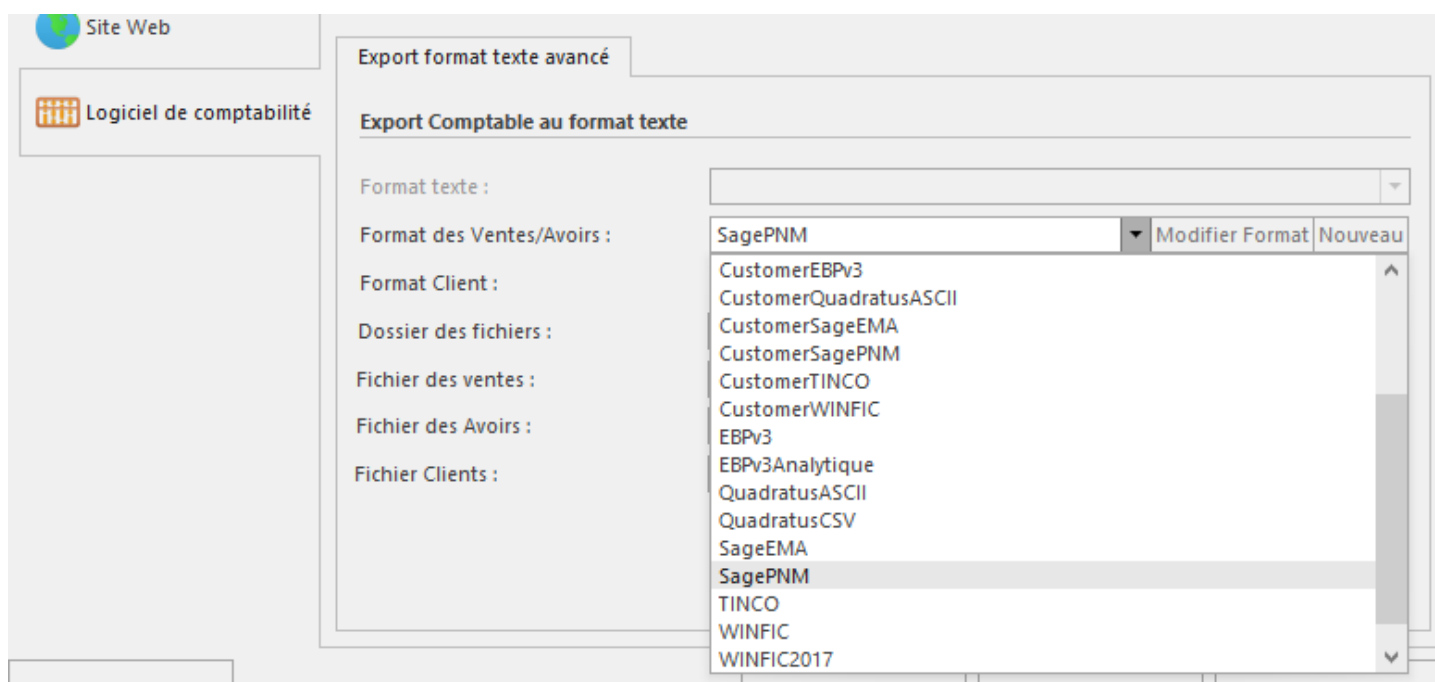 Site Web
Logiciel de comptabilité
Export format texte avancé
Export Comptable au format texte
Format texte :
Format des Ventes/Avoirs : SagePNM Modifier Format Nouveau
Format Client :
Dossier des fichiers :
Fichier des ventes :
Fichier des Avoirs :
Fichier Clients :
CustomerEBPv3
CustomerQuadratusASCII
CustomerSageEMA
CustomerSagePNM
CustomerTINCO
CustomerWINFIC
EBPv3
EBPv3Analytique
QuadratusASCII
QuadratusCSV
SageEMA
SagePNM
TINCO
WINFIC
WINFIC2017